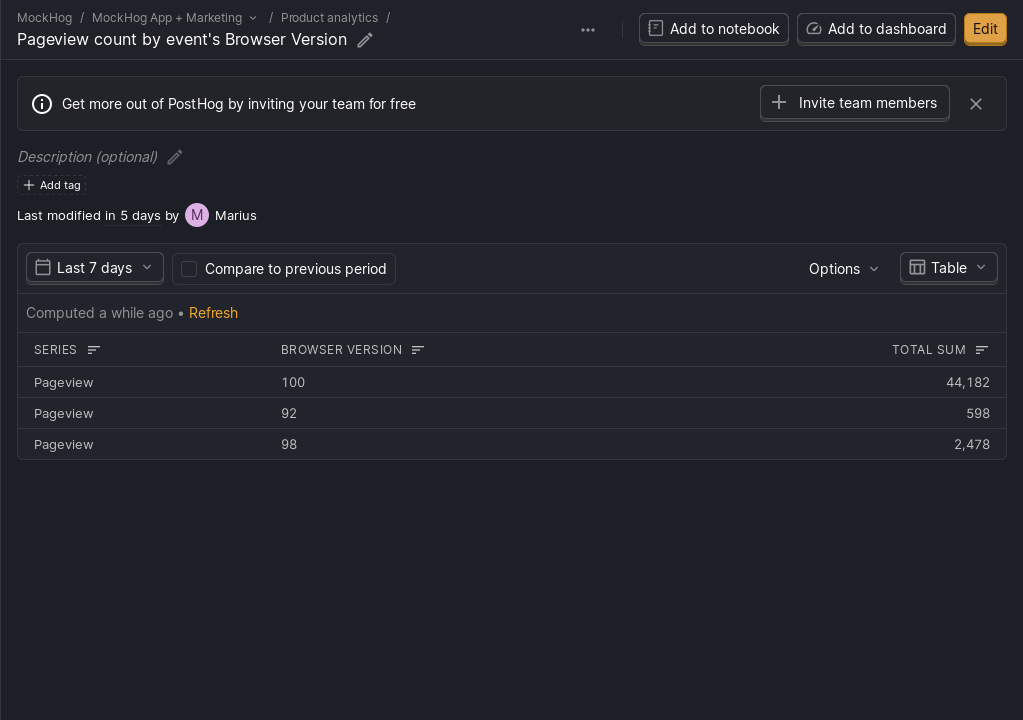 MockHog / MockHog App + Marketing / Product analytics /
Pageview count by event's Browser Version
Add to notebook
Add to dashboard
Edit
Get more out of PostHog by inviting your team for free
Invite team members
Description (optional)
Add tag
Last modified in 5 days by M Marius
Last 7 days
Compare to previous period
Options
Table
Computed a while ago • Refresh
SERIES BROWSER VERSION TOTAL SUM
Pageview 100 44,182
Pageview 92 598
Pageview 98 2,478